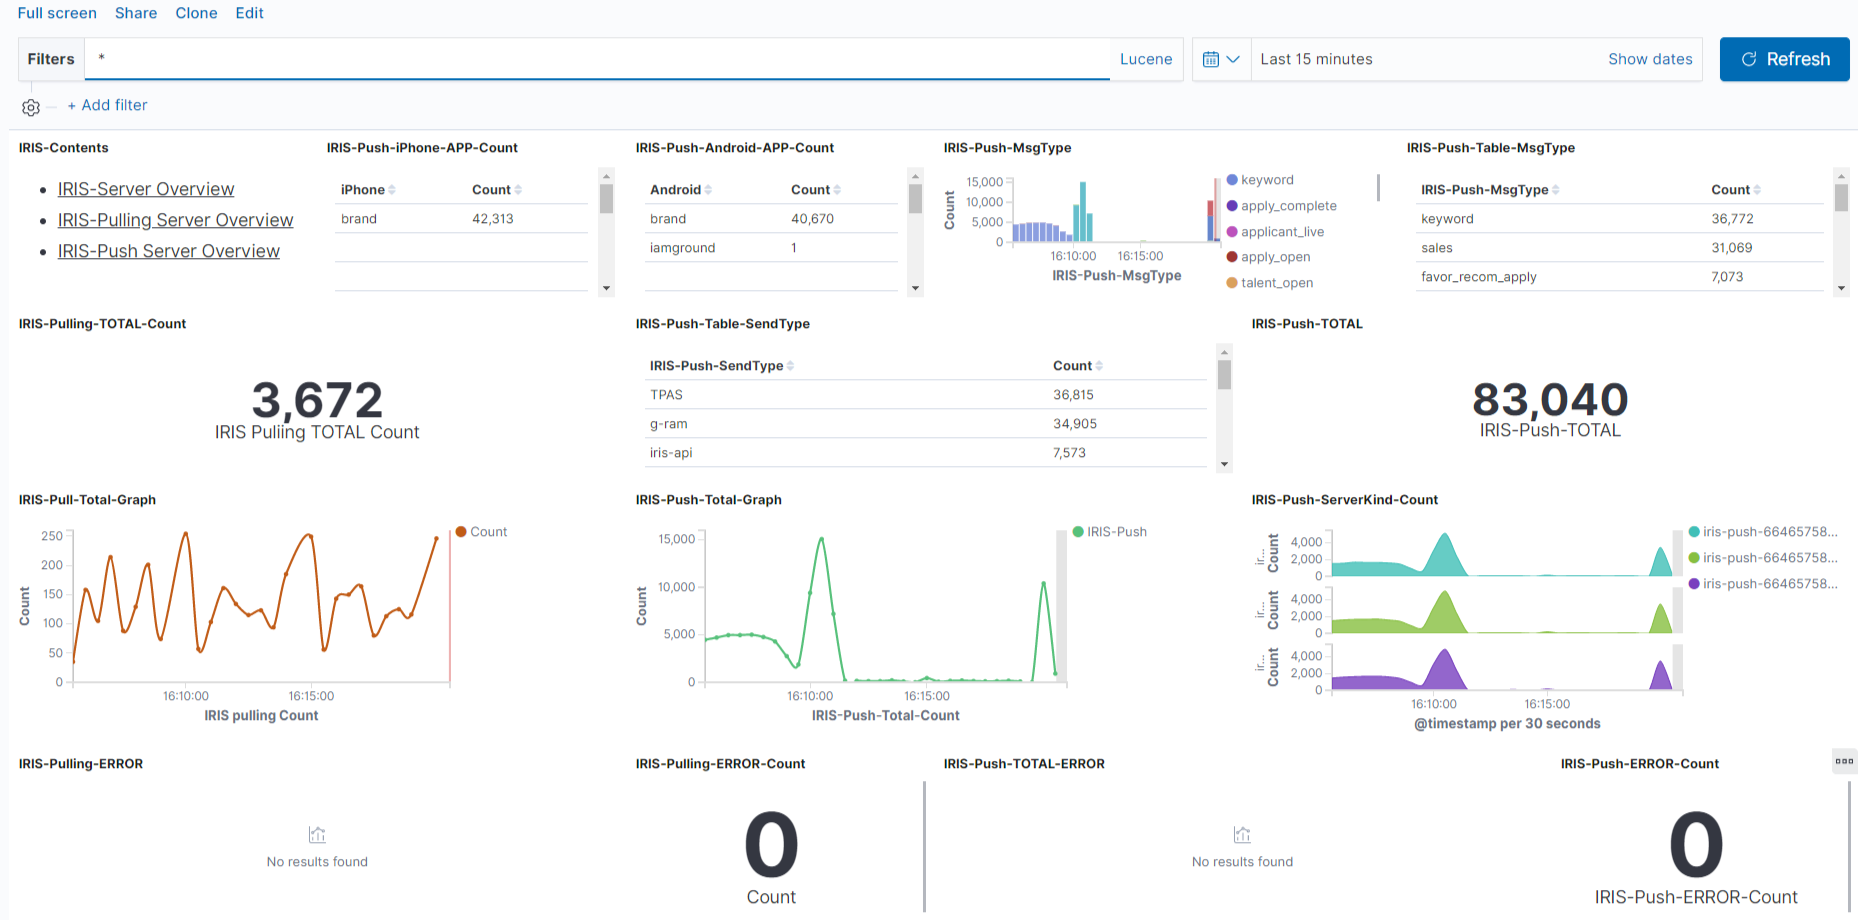 Full screen Share Clone Edit
Filters * Lucene Last 15 minutes Show dates Refresh
+ Add filter
IRIS-Contents
IRIS-Server Overview
IRIS-Pulling Server Overview
IRIS-Push Server Overview
IRIS-Push-iPhone-APP-Count
iPhone Count
brand 42,313
IRIS-Push-Android-APP-Count
Android Count
brand 40,670
iamground 1
IRIS-Push-MsgType
Count
15,000
10,000
5,000
0
16:10:00 16:15:00
IRIS-Push-MsgType
keyword
apply_complete
applicant_live
apply_open
talent_open
IRIS-Push-Table-MsgType
IRIS-Push-MsgType Count
keyword 36,772
sales 31,069
favor_recom_apply 7,073
IRIS-Pulling-TOTAL-Count
3,672
IRIS Puliing TOTAL Count
IRIS-Push-Table-SendType
IRIS-Push-SendType Count
TPAS 36,815
g-ram 34,905
iris-api 7,573
IRIS-Push-TOTAL
83,040
IRIS-Push-TOTAL
IRIS-Pull-Total-Graph
Count
250
200
150
100
50
0
16:10:00 16:15:00
IRIS pulling Count
Count
IRIS-Push-Total-Graph
Count
15,000
10,000
5,000
0
16:10:00 16:15:00
IRIS-Push-Total-Count
IRIS-Push
IRIS-Push-ServerKind-Count
ir...
Count
4,000
2,000
0
ir...
Count
4,000
2,000
0
ir...
Count
4,000
2,000
0
16:10:00 16:15:00
@timestamp per 30 seconds
iris-push-66465758...
iris-push-66465758...
iris-push-66465758...
IRIS-Pulling-ERROR
No results found
IRIS-Pulling-ERROR-Count
0
Count
IRIS-Push-TOTAL-ERROR
No results found
IRIS-Push-ERROR-Count
0
IRIS-Push-ERROR-Count